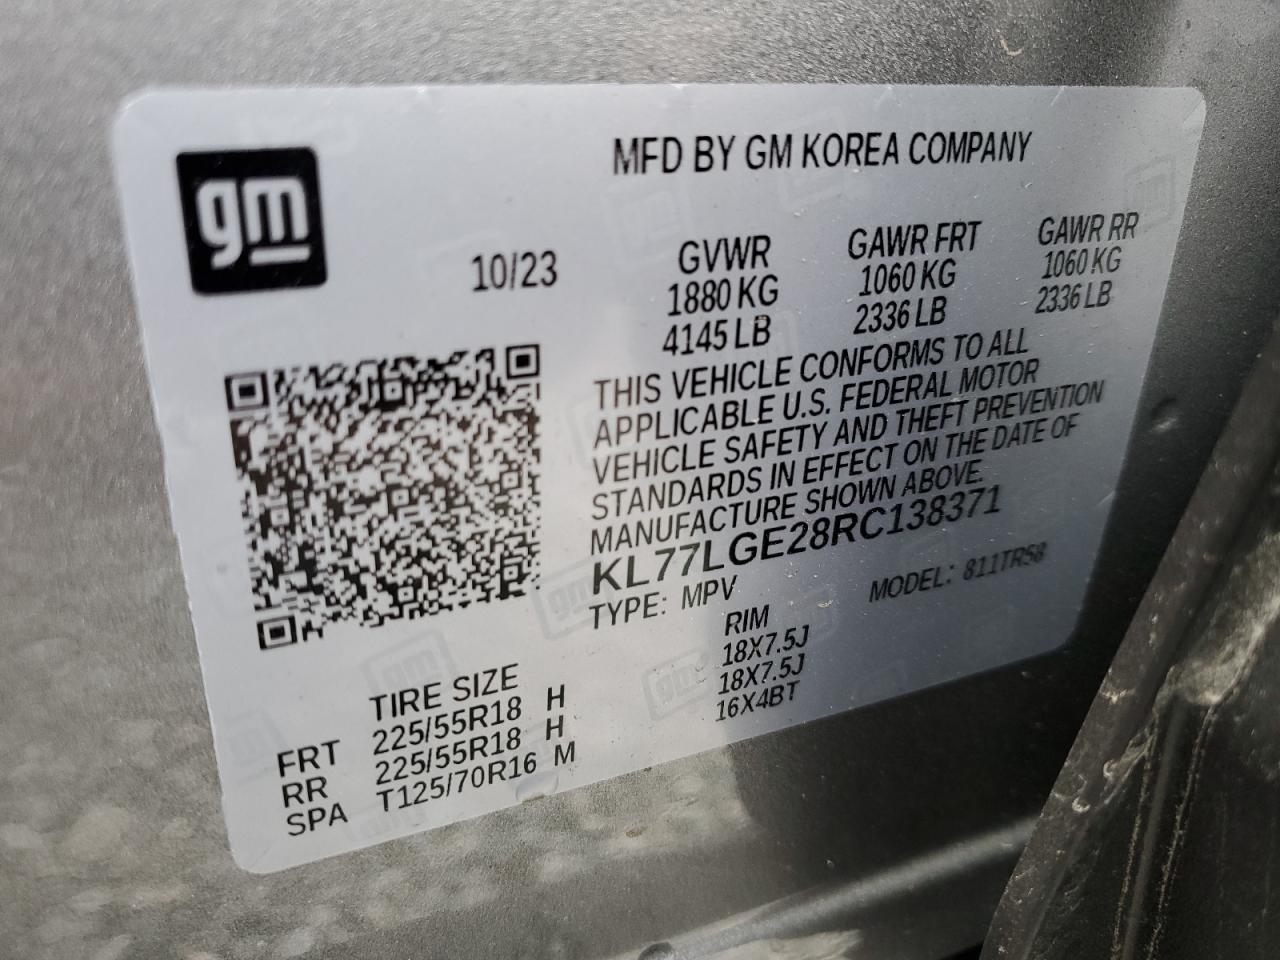 gm
MFD BY GM KOREA COMPANY
10/23
GVWR GAWR FRT GAWR RR
1880 KG 1060 KG 1060 KG
4145 LB 2336 LB 2336 LB
THIS VEHICLE CONFORMS TO ALL
APPLICABLE U.S. FEDERAL MOTOR
VEHICLE SAFETY AND THEFT PREVENTION
STANDARDS IN EFFECT ON THE DATE OF
MANUFACTURE SHOWN ABOVE.
KL77LGE28RC138371
TYPE: MPV MODEL: 811TR58
TIRE SIZE RIM
FRT 225/55R18 H 18X7.5J
RR 225/55R18 H 18X7.5J
SPA T125/70R16 M 16X4BT